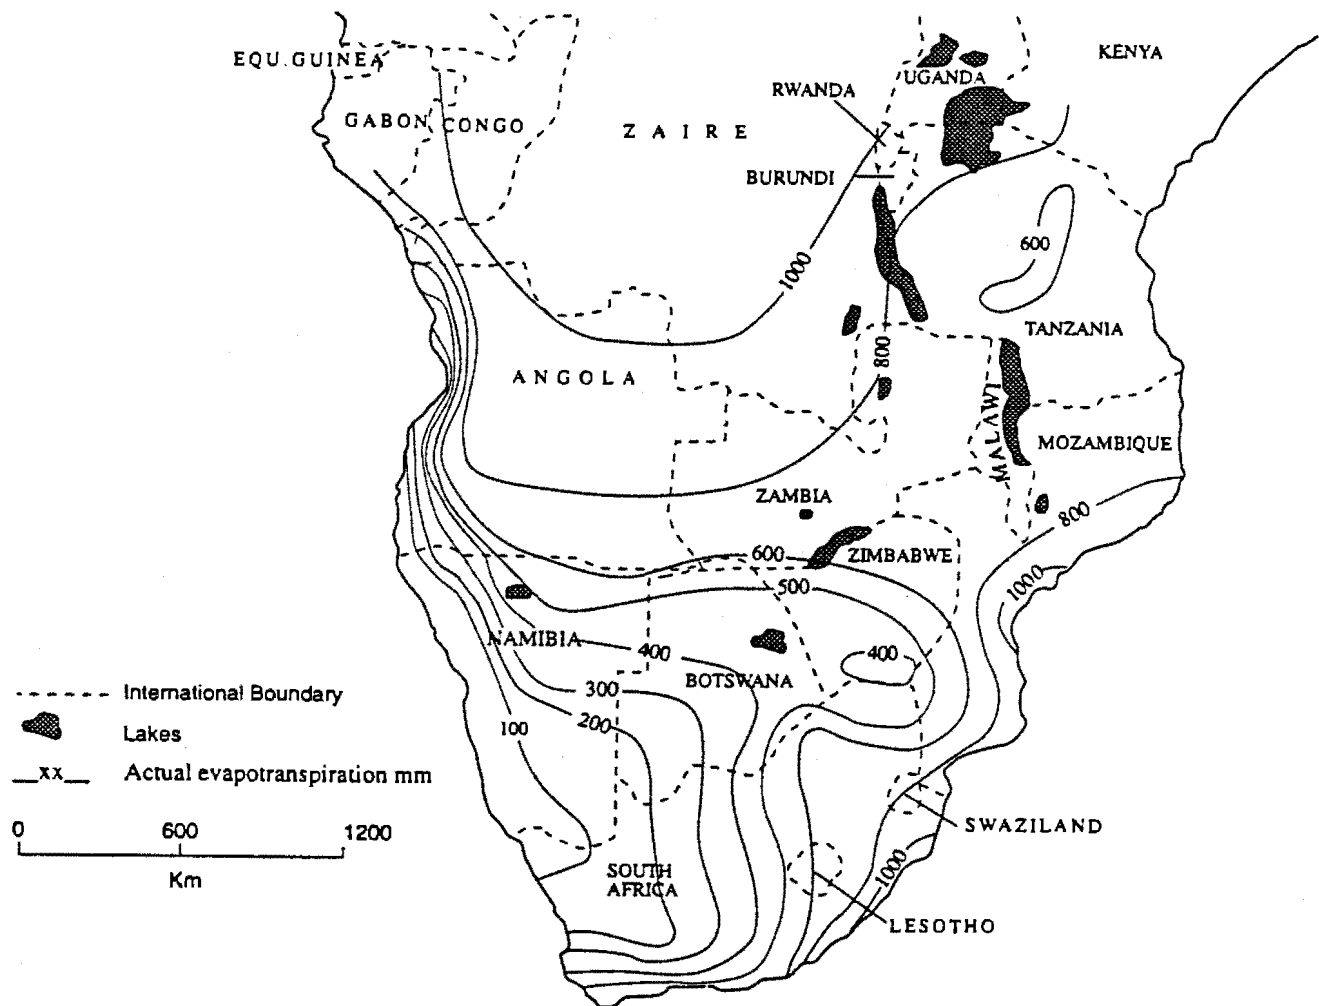 EQU. GUINEA
KENYA
UGANDA
RWANDA
GABON
CONGO
ZAIRE
BURUNDI
600
1000
TANZANIA
800
ANGOLA
MALAWI
MOZAMBIQUE
ZAMBIA
800
600
ZIMBABWE
500
1000
NAMIBIA
400
400
BOTSWANA
300
200
100
International Boundary
Lakes
xx Actual evapotranspiration mm
0 600 1200
Km
SWAZILAND
1000
SOUTH
AFRICA
LESOTHO